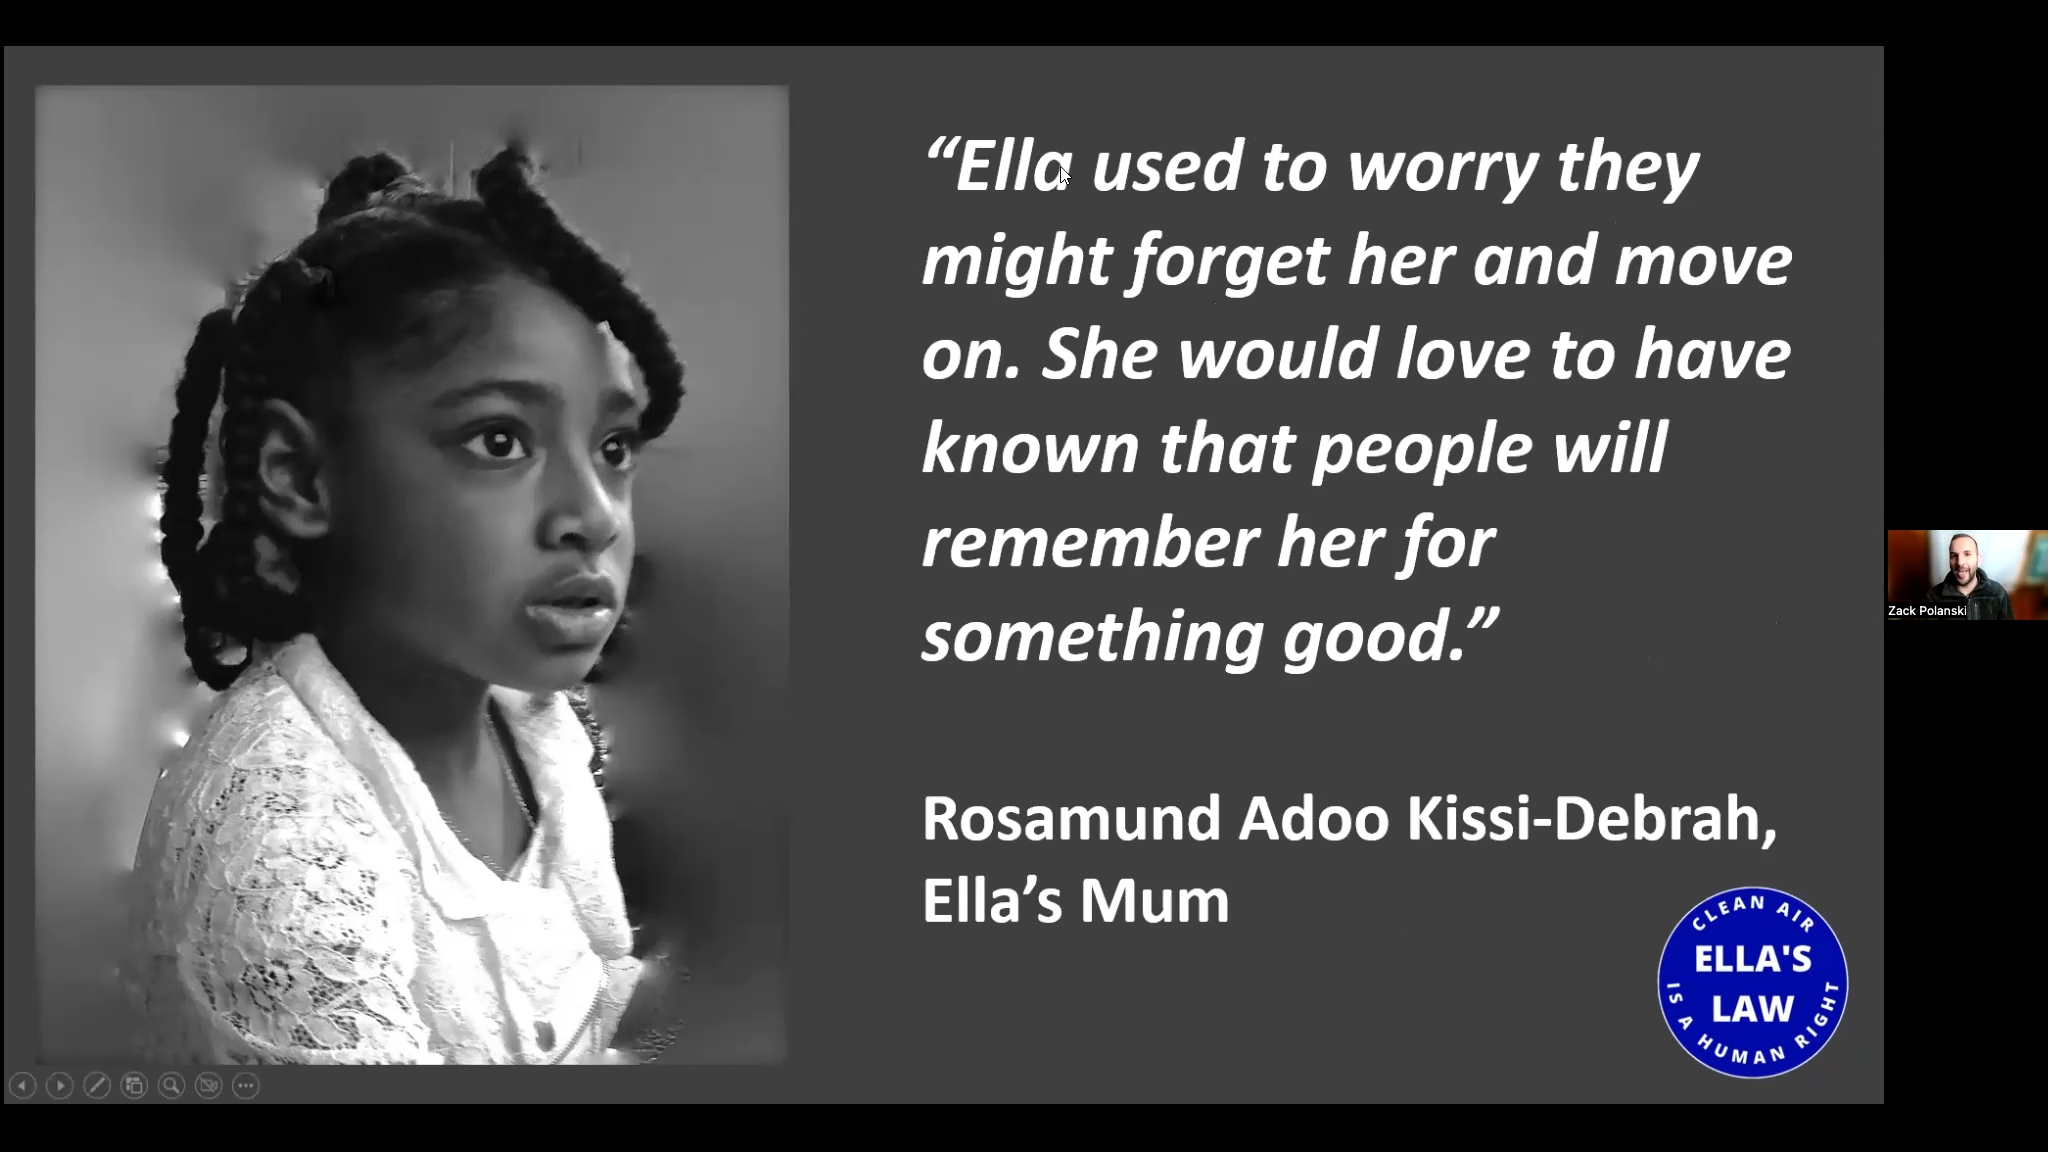 “Ella used to worry they
might forget her and move
on. She would love to have
known that people will
remember her for
something good.”
Rosamund Adoo Kissi-Debrah,
Ella’s Mum
CLEAN AIR
ELLA'S
LAW
IS A HUMAN RIGHT
Zack Polanski